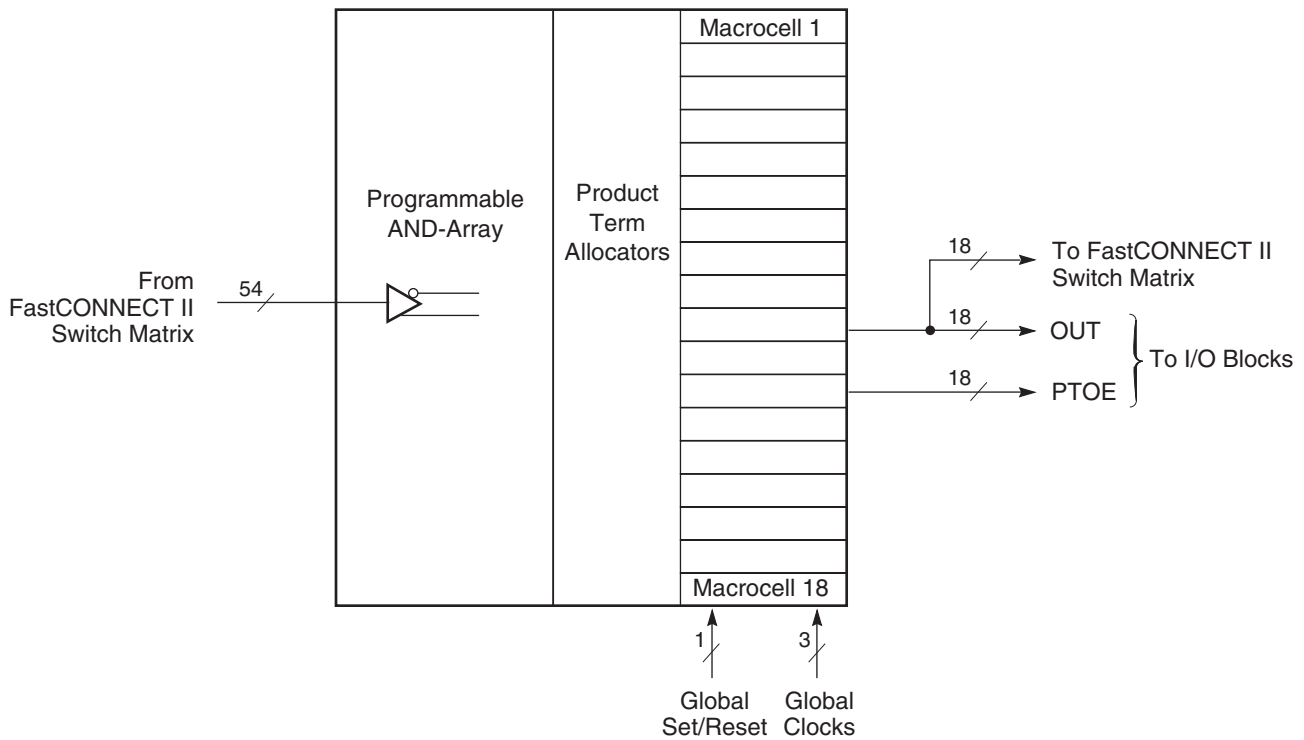 Macrocell 1
Programmable
AND-Array
Product
Term
Allocators
From
FastCONNECT II
Switch Matrix
54
18
To FastCONNECT II
Switch Matrix
18
OUT
To I/O Blocks
18
PTOE
Macrocell 18
1
3
Global
Set/Reset
Global
Clocks